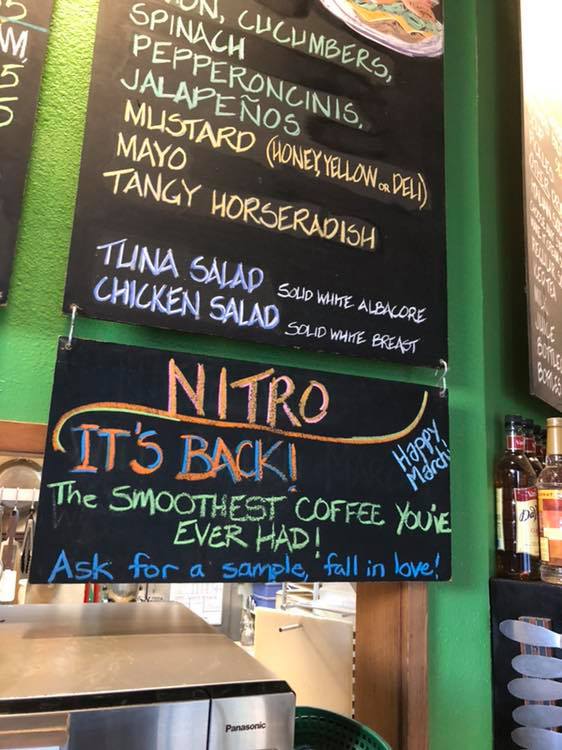 CUCUMBERS,
SPINACH
PEPPERONCINIS,
JALAPEÑOS
MUSTARD (HONEY, YELLOW OR DELI)
MAYO
TANGY HORSERADISH
TUNA SALAD SOLID WHITE ALBACORE
CHICKEN SALAD SOLID WHITE BREAST
NITRO
IT'S BACK!
Happy
March!
The SMOOTHEST COFFEE YOU'VE
EVER HAD!
Ask for a sample, fall in love!
Panasonic